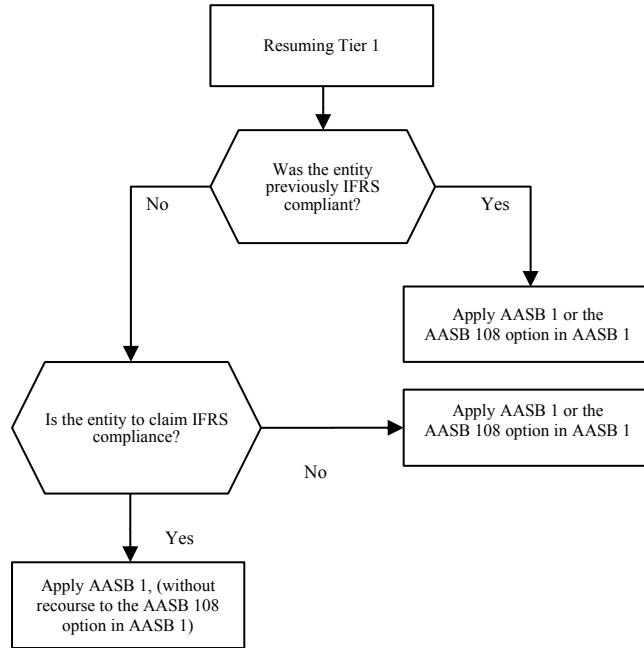 Resuming Tier 1
Was the entity
previously IFRS
compliant?
No
Yes
Apply AASB 1 or the
AASB 108 option in AASB 1
Is the entity to claim IFRS
compliance?
Apply AASB 1 or the
AASB 108 option in AASB 1
No
Yes
Apply AASB 1, (without
recourse to the AASB 108
option in AASB 1)